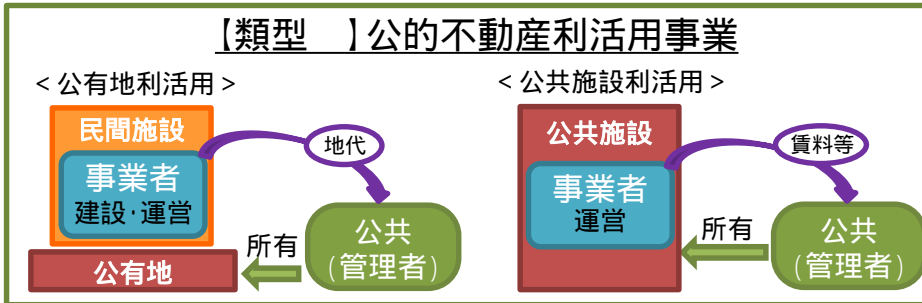 【類型　】公的不動産利活用事業
＜公有地利活用＞
民間施設
事業者
建設・運営
公有地
地代
所有
公共
(管理者)
＜公共施設利活用＞
公共施設
事業者
運営
賃料等
所有
公共
(管理者)